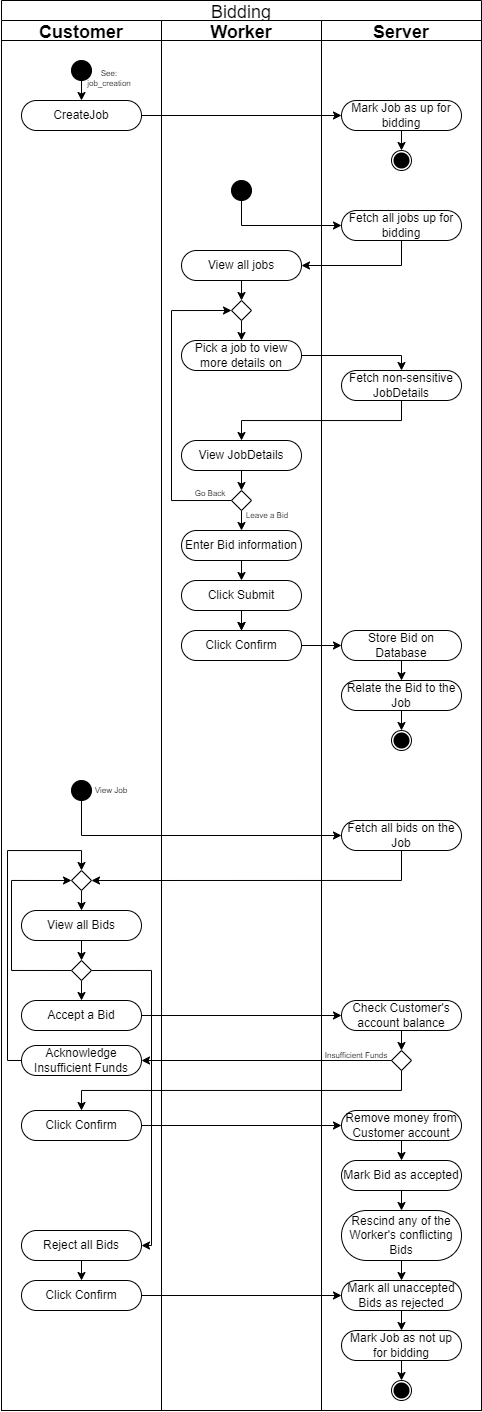 Bidding
Customer
Worker
Server
See:
job_creation
CreateJob
Mark Job as up for
bidding
Fetch all jobs up for
bidding
View all jobs
Pick a job to view
more details on
Fetch non-sensitive
JobDetails
View JobDetails
Go Back
Leave a Bid
Enter Bid information
Click Submit
Click Confirm
Store Bid on
Database
Relate the Bid to the
Job
View Job
Fetch all bids on the
Job
View all Bids
Accept a Bid
Check Customer's
account balance
Acknowledge
Insufficient Funds
Insufficient Funds
Click Confirm
Remove money from
Customer account
Mark Bid as accepted
Rescind any of the
Worker's conflicting
Bids
Reject all Bids
Click Confirm
Mark all unaccepted
Bids as rejected
Mark Job as not up
for bidding